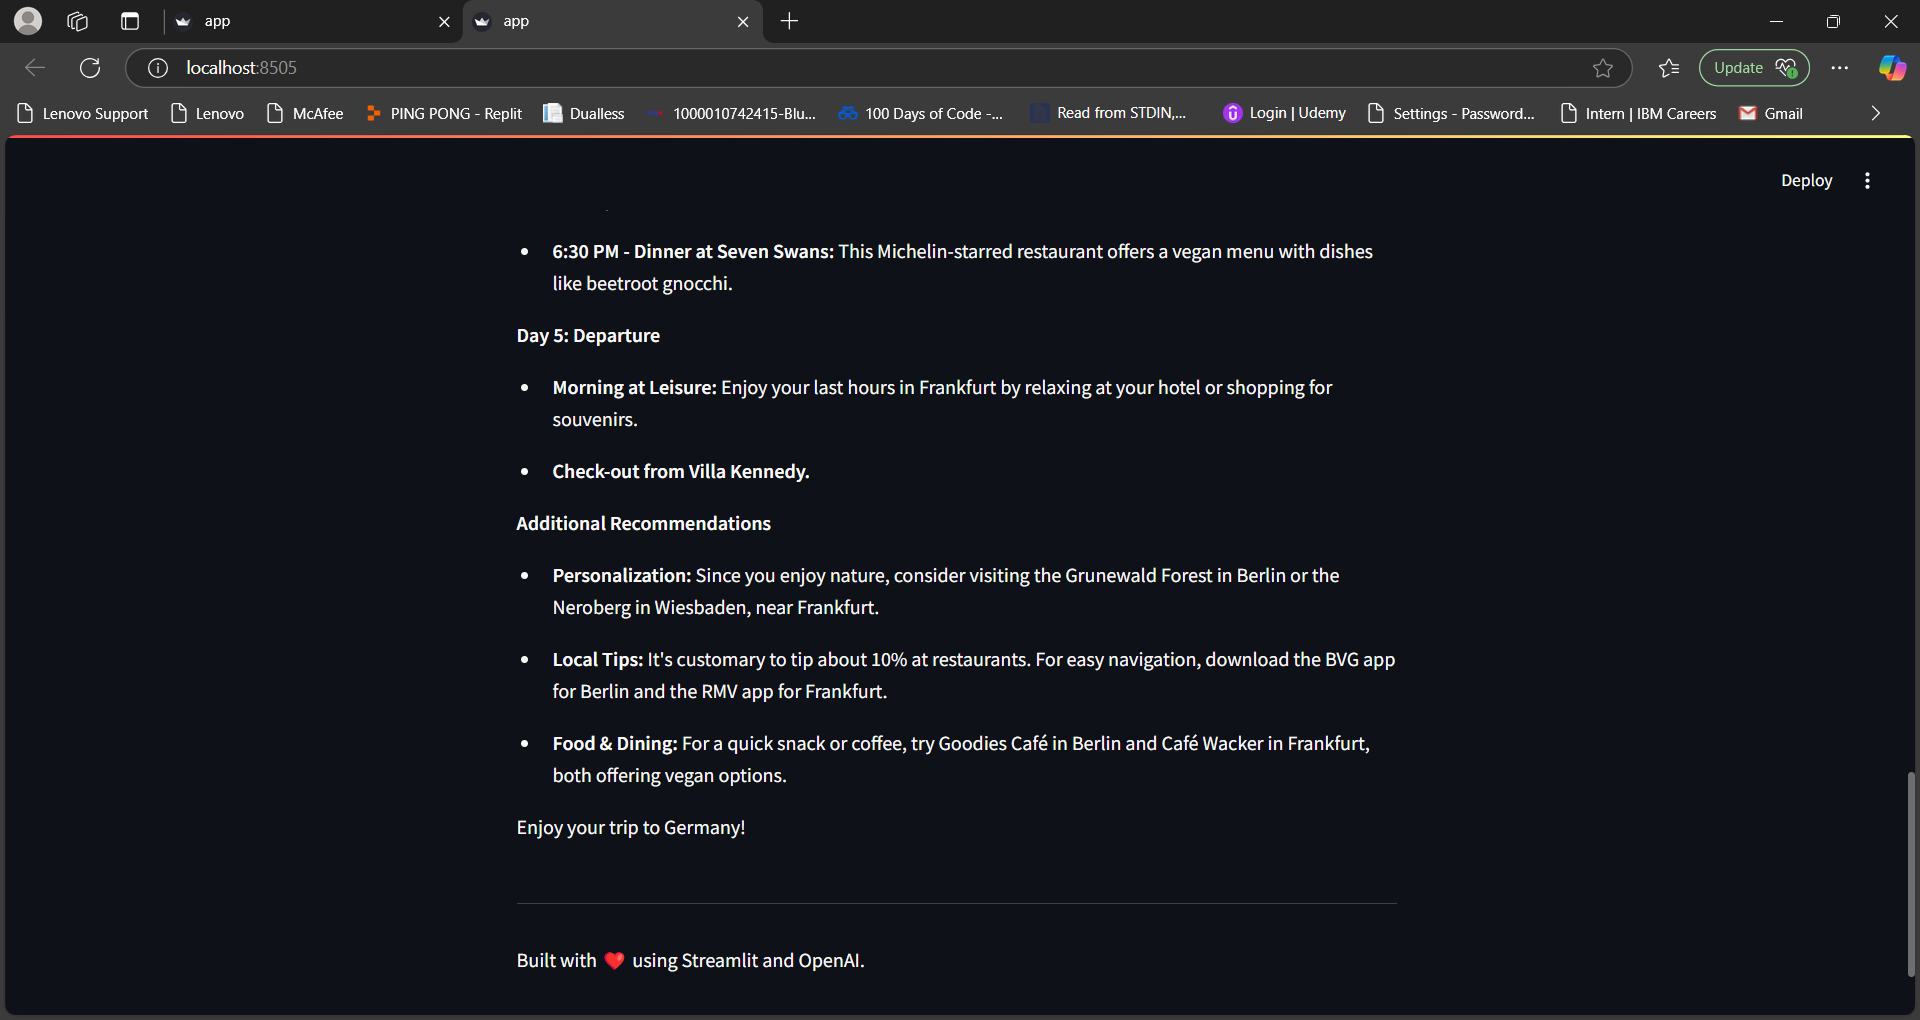 app
app
localhost:8505
Update
Lenovo Support
Lenovo
McAfee
PING PONG - Replit
Dualless
1000010742415-Blu...
100 Days of Code -...
Read from STDIN,...
Login | Udemy
Settings - Password...
Intern | IBM Careers
Gmail
Deploy
• 6:30 PM - Dinner at Seven Swans: This Michelin-starred restaurant offers a vegan menu with dishes
like beetroot gnocchi.
Day 5: Departure
• Morning at Leisure: Enjoy your last hours in Frankfurt by relaxing at your hotel or shopping for
souvenirs.
• Check-out from Villa Kennedy.
Additional Recommendations
• Personalization: Since you enjoy nature, consider visiting the Grunewald Forest in Berlin or the
Neroberg in Wiesbaden, near Frankfurt.
• Local Tips: It's customary to tip about 10% at restaurants. For easy navigation, download the BVG app
for Berlin and the RMV app for Frankfurt.
• Food & Dining: For a quick snack or coffee, try Goodies Café in Berlin and Café Wacker in Frankfurt,
both offering vegan options.
Enjoy your trip to Germany!
Built with ❤️ using Streamlit and OpenAI.